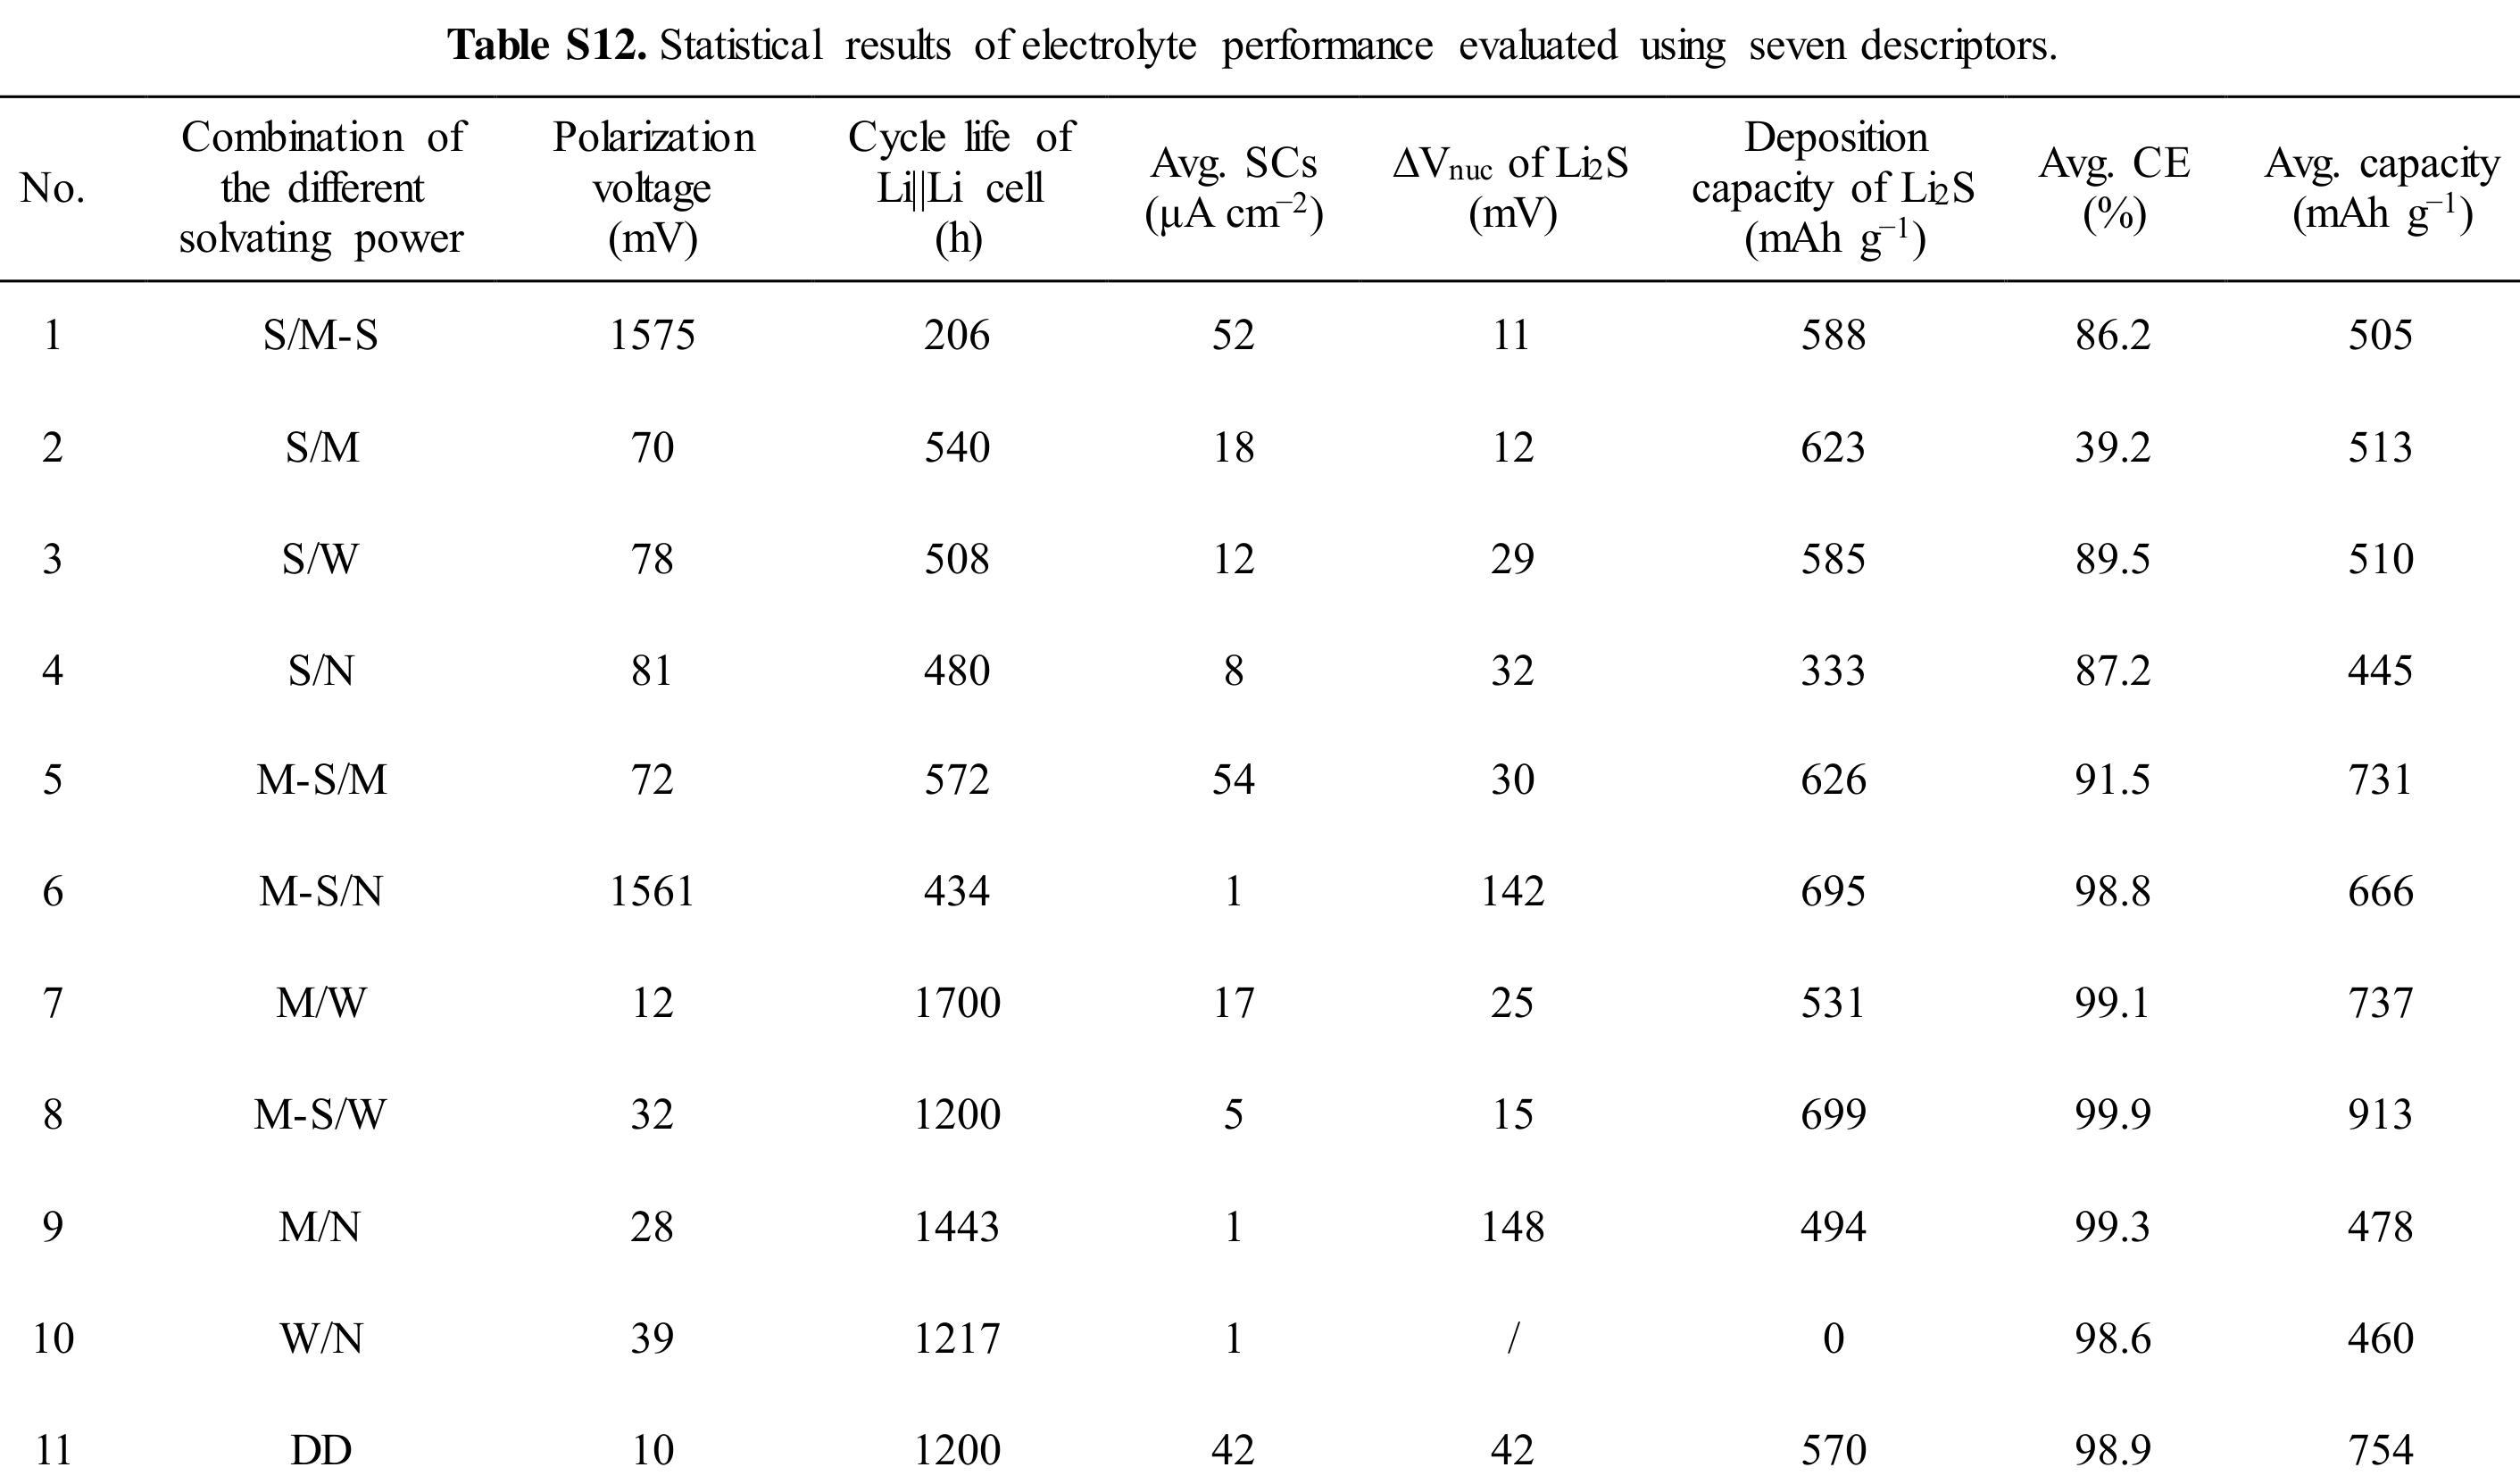 Table S12. Statistical results of electrolyte performance evaluated using seven descriptors.
No. | Combination of the different solvating power | Polarization voltage (mV) | Cycle life of Li||Li cell (h) | Avg. SCs (μA cm⁻²) | ΔVnuc of Li₂S (mV) | Deposition capacity of Li₂S (mAh g⁻¹) | Avg. CE (%) | Avg. capacity (mAh g⁻¹)
1 | S/M-S | 1575 | 206 | 52 | 11 | 588 | 86.2 | 505
2 | S/M | 70 | 540 | 18 | 12 | 623 | 39.2 | 513
3 | S/W | 78 | 508 | 12 | 29 | 585 | 89.5 | 510
4 | S/N | 81 | 480 | 8 | 32 | 333 | 87.2 | 445
5 | M-S/M | 72 | 572 | 54 | 30 | 626 | 91.5 | 731
6 | M-S/N | 1561 | 434 | 1 | 142 | 695 | 98.8 | 666
7 | M/W | 12 | 1700 | 17 | 25 | 531 | 99.1 | 737
8 | M-S/W | 32 | 1200 | 5 | 15 | 699 | 99.9 | 913
9 | M/N | 28 | 1443 | 1 | 148 | 494 | 99.3 | 478
10 | W/N | 39 | 1217 | 1 | / | 0 | 98.6 | 460
11 | DD | 10 | 1200 | 42 | 42 | 570 | 98.9 | 754